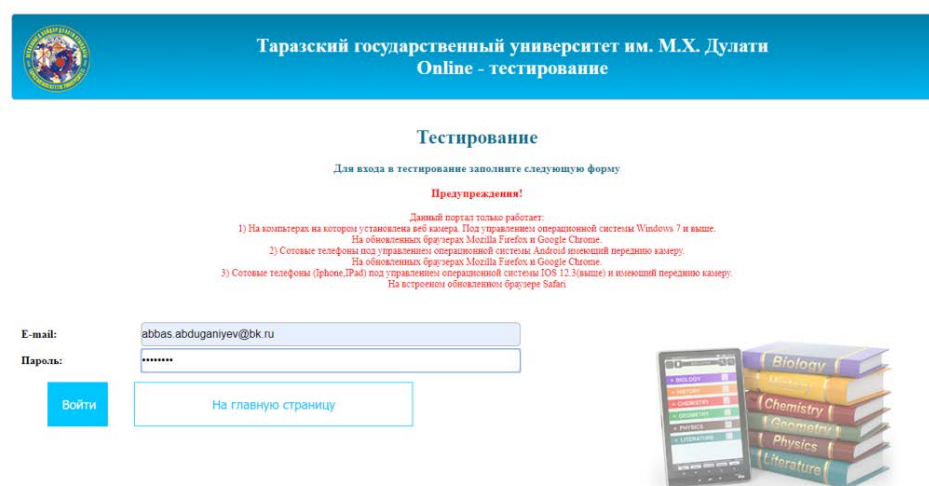 Таразский государственный университет им. М.Х. Дулати
Online - тестирование
Тестирование
Для входа в тестирование заполните следующую форму
Предупреждения!
Данный портал только работает:
1) На компьтерах на котором установлена веб камера. Под управлением операционной системы Windows 7 и выше.
На обновленных браузерах Mozilla Firefox и Google Chrome.
2) Сотовые телефоны под управлением операционной системы Android имеющий переднию камеру.
На обновленных браузерах Mozilla Firefox и Google Chrome.
3) Сотовые телефоны (Iphone,IPad) под управлением операционной системы IOS 12.3(выще) и имеюший переднию камеру.
На встроеном обновленном браузере Safari
E-mail: abbas.abduganiyev@bk.ru
Пароль: ••••••••
Войти На главную страницу
BIOLOGY
HISTORY
CHEMISTRY
GEOMETRY
PHYSICS
LITERATURE
Biology
History
Chemistry
Geometry
Physics
Literature